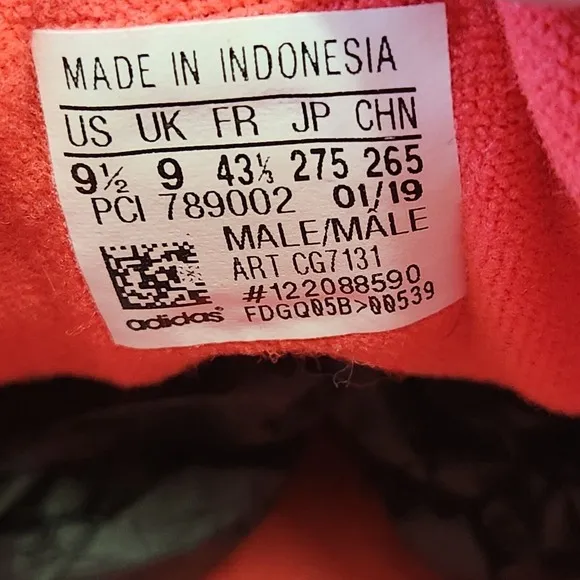 MADE IN INDONESIA
US UK FR JP CHN
9½ 9 43⅓ 275 265
PCI 789002 01/19
MALE/MÂLE
ART CG7131
#122088590
adidas FDGQ05B>00539